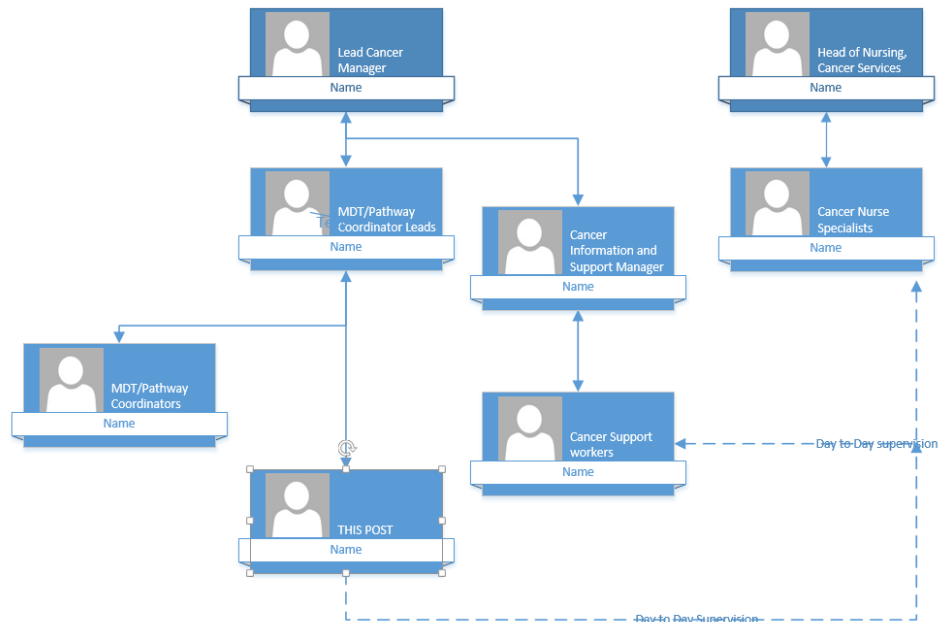 Lead Cancer
Manager
Name
Head of Nursing,
Cancer Services
Name
MDT/Pathway
Coordinator Leads
Name
Cancer
Information and
Support Manager
Name
Cancer Nurse
Specialists
Name
MDT/Pathway
Coordinators
Name
Cancer Support
workers
Name
Day to Day supervision
THIS POST
Name
Day to Day Supervision